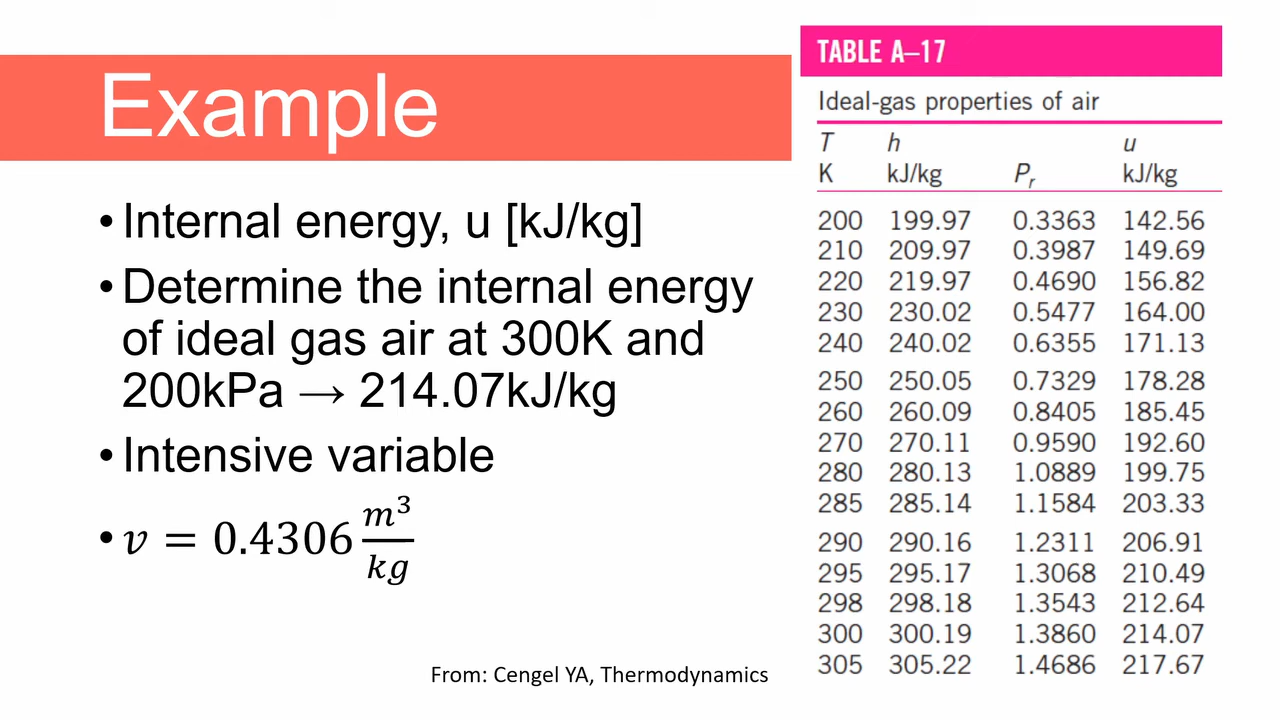 Example
• Internal energy, u [kJ/kg]
• Determine the internal energy
of ideal gas air at 300K and
200kPa → 214.07kJ/kg
• Intensive variable
• v = 0.4306 m³/kg
From: Cengel YA, Thermodynamics
TABLE A–17
Ideal-gas properties of air
T h u
K kJ/kg Pr kJ/kg
200 199.97 0.3363 142.56
210 209.97 0.3987 149.69
220 219.97 0.4690 156.82
230 230.02 0.5477 164.00
240 240.02 0.6355 171.13
250 250.05 0.7329 178.28
260 260.09 0.8405 185.45
270 270.11 0.9590 192.60
280 280.13 1.0889 199.75
285 285.14 1.1584 203.33
290 290.16 1.2311 206.91
295 295.17 1.3068 210.49
298 298.18 1.3543 212.64
300 300.19 1.3860 214.07
305 305.22 1.4686 217.67